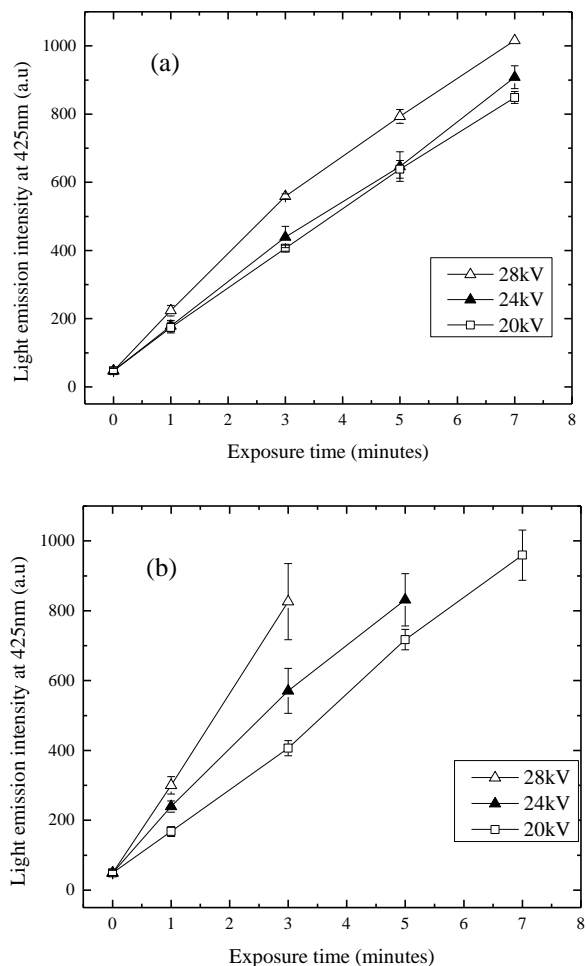 (a)
Light emission intensity at 425nm (a.u)
1000
800
600
400
200
0
28kV
24kV
20kV
0 1 2 3 4 5 6 7 8
Exposure time (minutes)
(b)
Light emission intensity at 425nm (a.u)
1000
800
600
400
200
0
28kV
24kV
20kV
0 1 2 3 4 5 6 7 8
Exposure time (minutes)